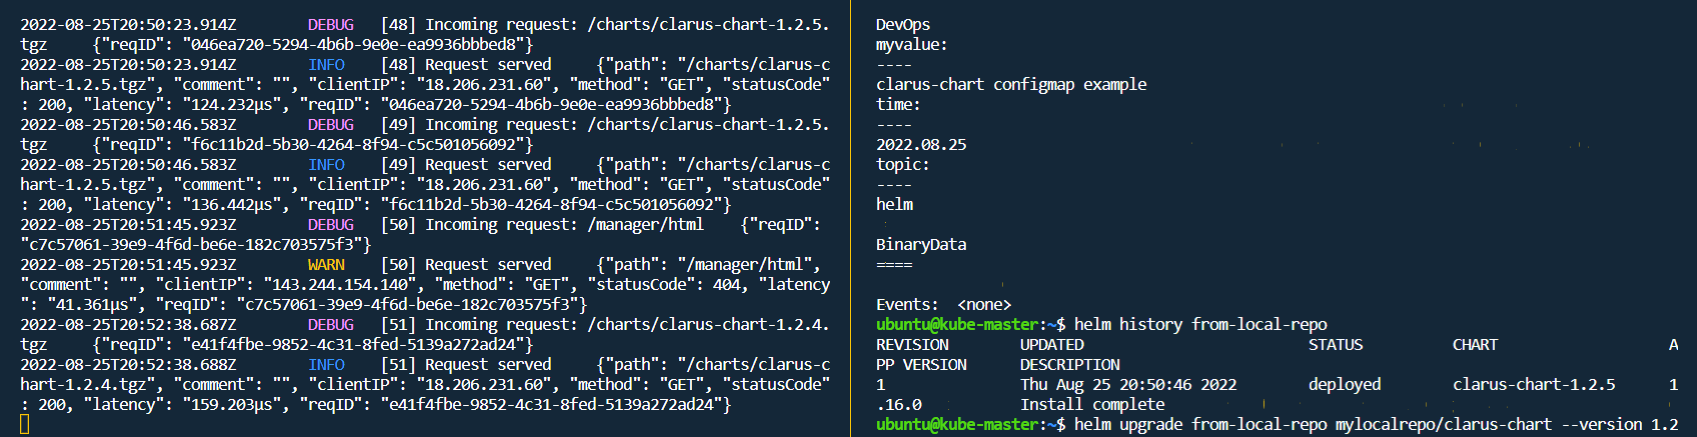 2022-08-25T20:50:23.914Z        DEBUG   [48] Incoming request: /charts/clarus-chart-1.2.5.
tgz     {"reqID": "046ea720-5294-4b6b-9e0e-ea9936bbbed8"}
2022-08-25T20:50:23.914Z        INFO    [48] Request served     {"path": "/charts/clarus-c
hart-1.2.5.tgz", "comment": "", "clientIP": "18.206.231.60", "method": "GET", "statusCode"
: 200, "latency": "124.232µs", "reqID": "046ea720-5294-4b6b-9e0e-ea9936bbbed8"}
2022-08-25T20:50:46.583Z        DEBUG   [49] Incoming request: /charts/clarus-chart-1.2.5.
tgz     {"reqID": "f6c11b2d-5b30-4264-8f94-c5c501056092"}
2022-08-25T20:50:46.583Z        INFO    [49] Request served     {"path": "/charts/clarus-c
hart-1.2.5.tgz", "comment": "", "clientIP": "18.206.231.60", "method": "GET", "statusCode"
: 200, "latency": "136.442µs", "reqID": "f6c11b2d-5b30-4264-8f94-c5c501056092"}
2022-08-25T20:51:45.923Z        DEBUG   [50] Incoming request: /manager/html    {"reqID":
"c7c57061-39e9-4f6d-be6e-182c703575f3"}
2022-08-25T20:51:45.923Z        WARN    [50] Request served     {"path": "/manager/html",
"comment": "", "clientIP": "143.244.154.140", "method": "GET", "statusCode": 404, "latency
": "41.361µs", "reqID": "c7c57061-39e9-4f6d-be6e-182c703575f3"}
2022-08-25T20:52:38.687Z        DEBUG   [51] Incoming request: /charts/clarus-chart-1.2.4.
tgz     {"reqID": "e41f4fbe-9852-4c31-8fed-5139a272ad24"}
2022-08-25T20:52:38.688Z        INFO    [51] Request served     {"path": "/charts/clarus-c
hart-1.2.4.tgz", "comment": "", "clientIP": "18.206.231.60", "method": "GET", "statusCode"
: 200, "latency": "159.203µs", "reqID": "e41f4fbe-9852-4c31-8fed-5139a272ad24"}
DevOps
myvalue:
----
clarus-chart configmap example
time:
----
2022.08.25
topic:
----
helm
BinaryData
====
Events:  <none>
ubuntu@kube-master:~$ helm history from-local-repo
REVISION        UPDATED                         STATUS          CHART                   A
PP VERSION      DESCRIPTION
1               Thu Aug 25 20:50:46 2022        deployed        clarus-chart-1.2.5      1
.16.0           Install complete
ubuntu@kube-master:~$ helm upgrade from-local-repo mylocalrepo/clarus-chart --version 1.2